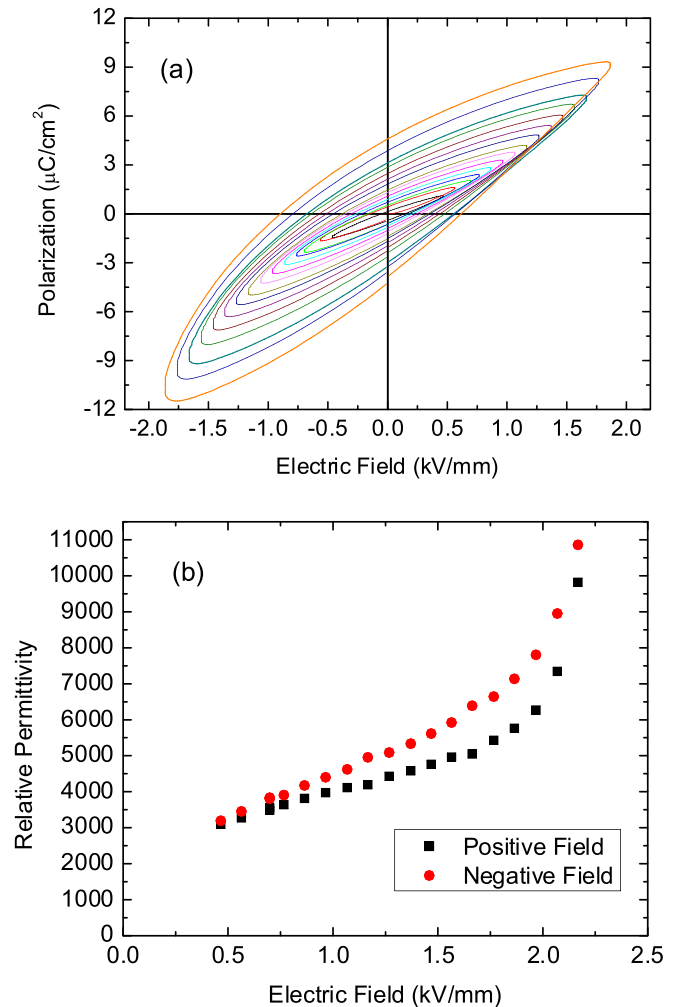 (a)
Polarization (μC/cm²)
9
6
3
0
-3
-6
-9
-12
-2.0 -1.5 -1.0 -0.5 0.0 0.5 1.0 1.5 2.0
Electric Field (kV/mm)
(b)
Relative Permittivity
11000
10000
9000
8000
7000
6000
5000
4000
3000
2000
1000
0
Positive Field
Negative Field
0.0 0.5 1.0 1.5 2.0 2.5
Electric Field (kV/mm)